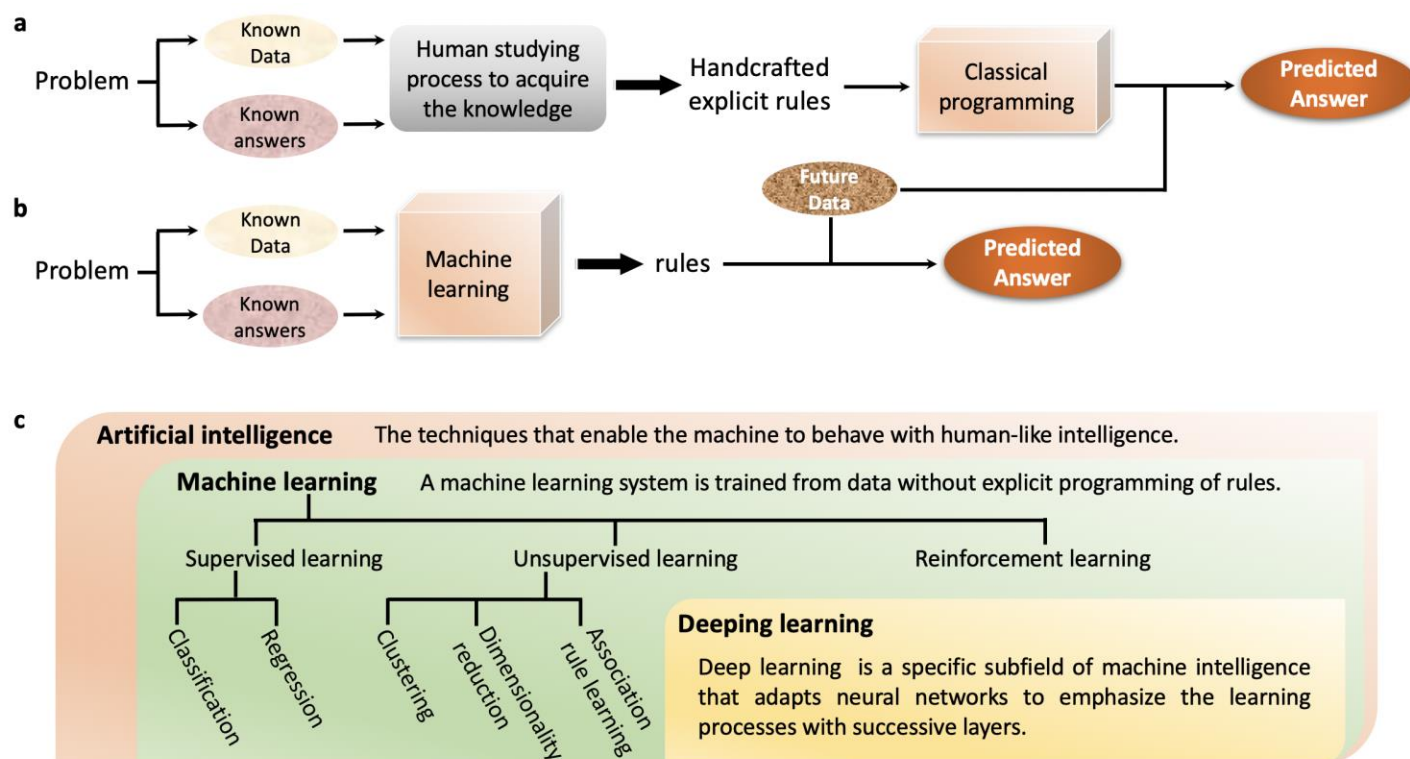 a
Problem
Known
Data
Known
answers
Human studying
process to acquire
the knowledge
Handcrafted
explicit rules
Classical
programming
Predicted
Answer
Future
Data
b
Problem
Known
Data
Known
answers
Machine
learning
rules
Predicted
Answer
c
Artificial intelligence The techniques that enable the machine to behave with human-like intelligence.
Machine learning A machine learning system is trained from data without explicit programming of rules.
Supervised learning
Unsupervised learning
Reinforcement learning
Classification
Regression
Clustering
Dimensionality
reduction
Association
rule learning
Deeping learning
Deep learning is a specific subfield of machine intelligence
that adapts neural networks to emphasize the learning
processes with successive layers.